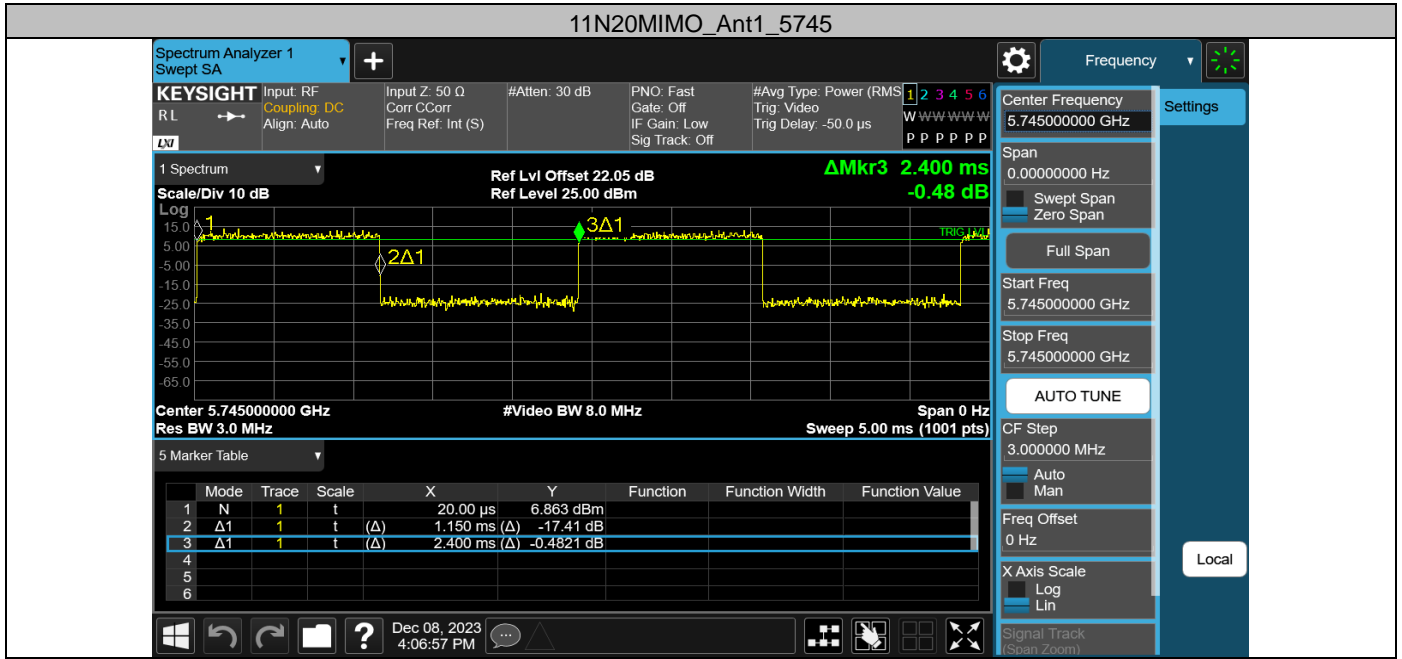 11N20MIMO_Ant1_5745
Spectrum Analyzer 1
Swept SA
Frequency
KEYSIGHT
R L
LXI
Input: RF
Coupling: DC
Align: Auto
Input Z: 50 Ω
Corr CCorr
Freq Ref: Int (S)
#Atten: 30 dB
PNO: Fast
Gate: Off
IF Gain: Low
Sig Track: Off
#Avg Type: Power (RMS
Trig: Video
Trig Delay: -50.0 µs
1 2 3 4 5 6
W W W W W W
P P P P P P
1 Spectrum
Scale/Div 10 dB
Ref Lvl Offset 22.05 dB
Ref Level 25.00 dBm
ΔMkr3 2.400 ms
-0.48 dB
Log
15.0
5.00
-5.00
-15.0
-25.0
-35.0
-45.0
-55.0
-65.0
1
2Δ1
3Δ1
TRIG LVL
Center 5.745000000 GHz
#Video BW 8.0 MHz
Span 0 Hz
Res BW 3.0 MHz
Sweep 5.00 ms (1001 pts)
5 Marker Table
Mode Trace Scale X Y Function Function Width Function Value
1 N 1 t 20.00 µs 6.863 dBm
2 Δ1 1 t (Δ) 1.150 ms (Δ) -17.41 dB
3 Δ1 1 t (Δ) 2.400 ms (Δ) -0.4821 dB
4
5
6
?
Dec 08, 2023
4:06:57 PM
Center Frequency
5.745000000 GHz
Settings
Span
0.00000000 Hz
Swept Span
Zero Span
Full Span
Start Freq
5.745000000 GHz
Stop Freq
5.745000000 GHz
AUTO TUNE
CF Step
3.000000 MHz
Auto
Man
Freq Offset
0 Hz
X Axis Scale
Log
Lin
Signal Track
(Span Zoom)
Local